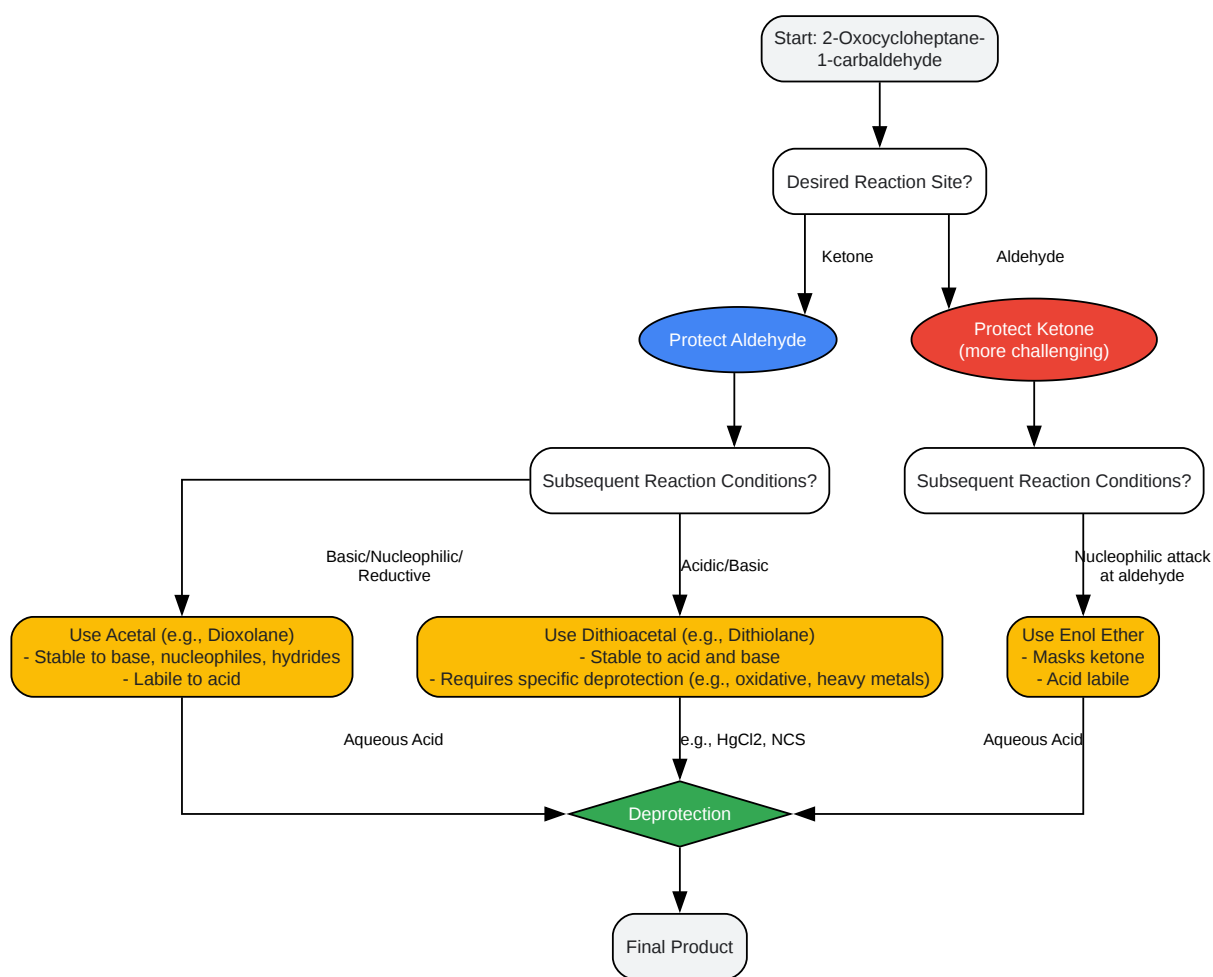 Start: 2-Oxocycloheptane-
1-carbaldehyde
Desired Reaction Site?
Ketone
Aldehyde
Protect Aldehyde
Protect Ketone
(more challenging)
Subsequent Reaction Conditions?
Subsequent Reaction Conditions?
Basic/Nucleophilic/
Reductive
Acidic/Basic
Nucleophilic attack
at aldehyde
Use Acetal (e.g., Dioxolane)
- Stable to base, nucleophiles, hydrides
- Labile to acid
Use Dithioacetal (e.g., Dithiolane)
- Stable to acid and base
- Requires specific deprotection (e.g., oxidative, heavy metals)
Use Enol Ether
- Masks ketone
- Acid labile
Aqueous Acid
e.g., HgCl2, NCS
Aqueous Acid
Deprotection
Final Product